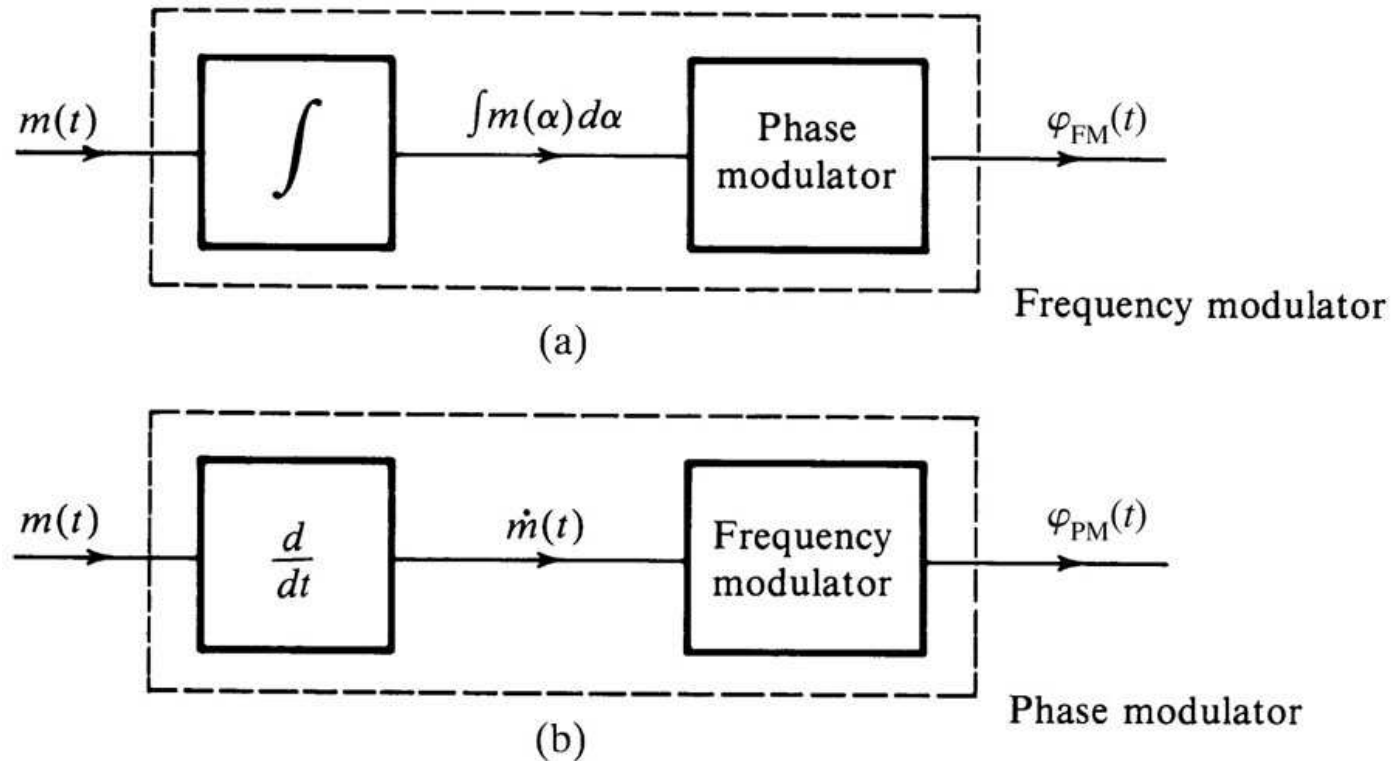 m(t)
∫
∫m(α)dα
Phase
modulator
φFM(t)
Frequency modulator
(a)
m(t)
d
dt
ṁ(t)
Frequency
modulator
φPM(t)
Phase modulator
(b)